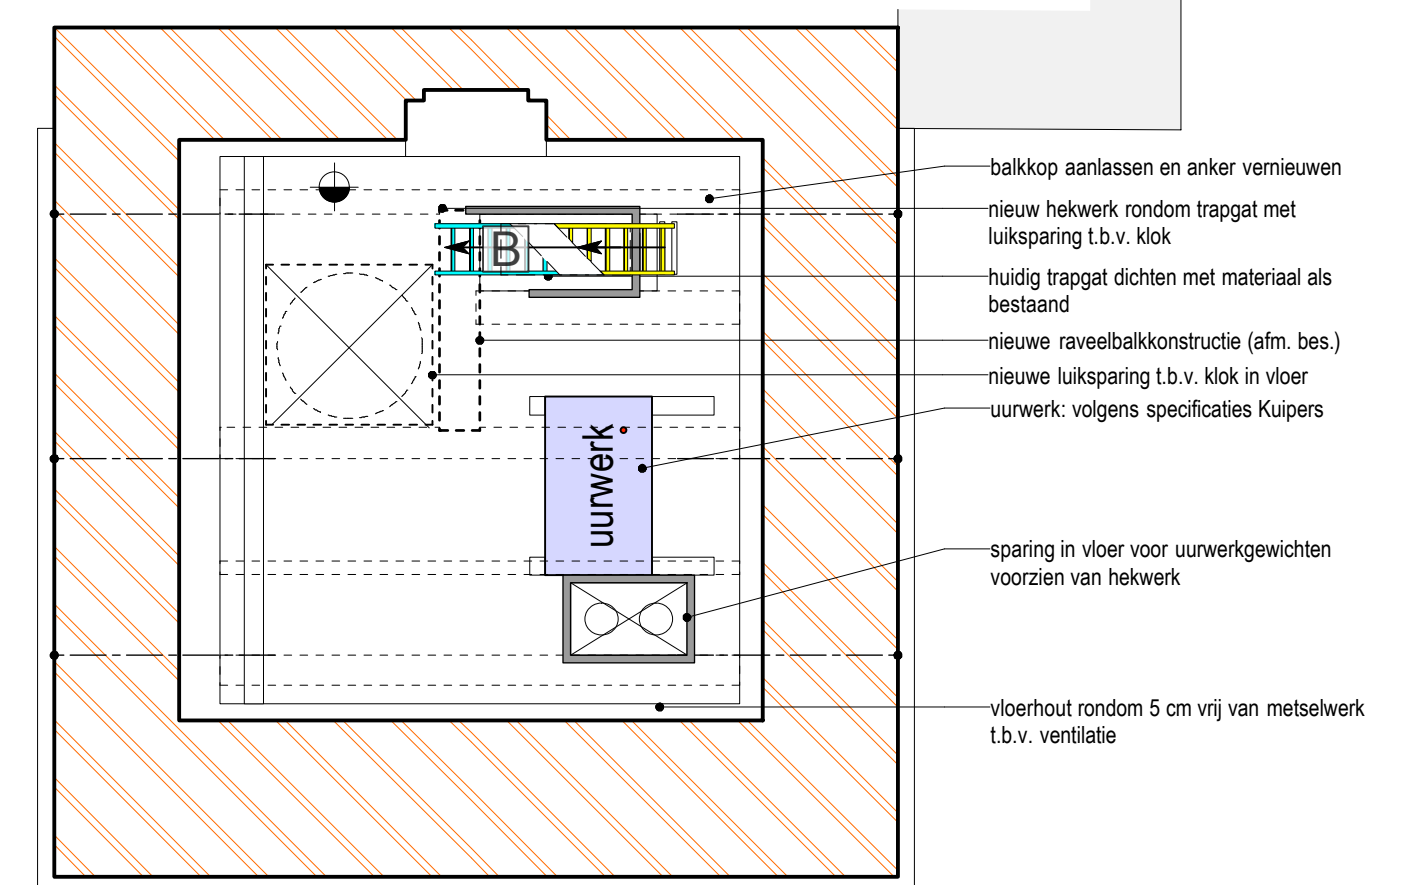 balkkop aanlassen en anker vernieuwen
nieuw hekwerk rondom trapgat met
luiksparing t.b.v. klok
B
huidig trapgat dichten met materiaal als
bestaand
nieuwe raveelbalkkonstructie (afm. bes.)
nieuwe luiksparing t.b.v. klok in vloer
uurwerk: volgens specificaties Kuipers
uurwerk
sparing in vloer voor uurwerkgewichten
voorzien van hekwerk
vloerhout rondom 5 cm vrij van metselwerk
t.b.v. ventilatie